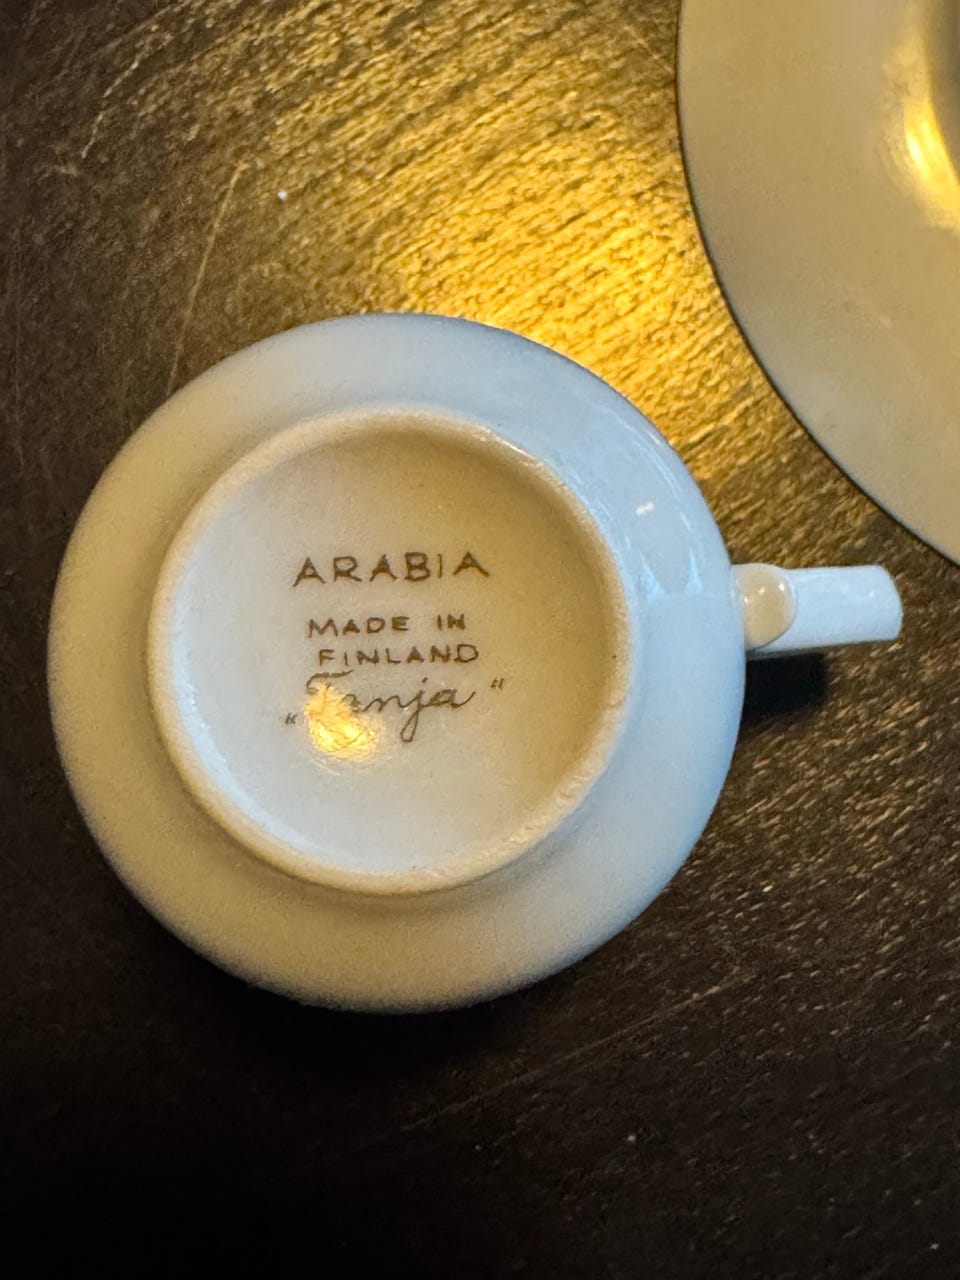 ARABIA
MADE IN
FINLAND
„Tanja“